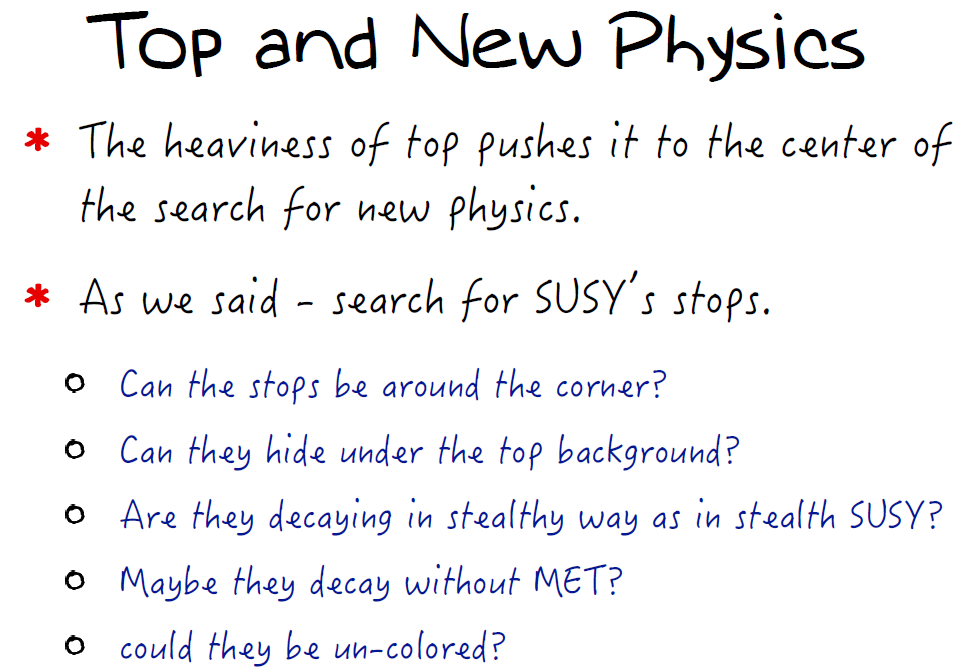 Top and New Physics
* The heaviness of top pushes it to the center of
the search for new physics.
* As we said - search for SUSY's stops.
o Can the stops be around the corner?
o Can they hide under the top background?
o Are they decaying in stealthy way as in stealth SUSY?
o Maybe they decay without MET?
o could they be un-colored?